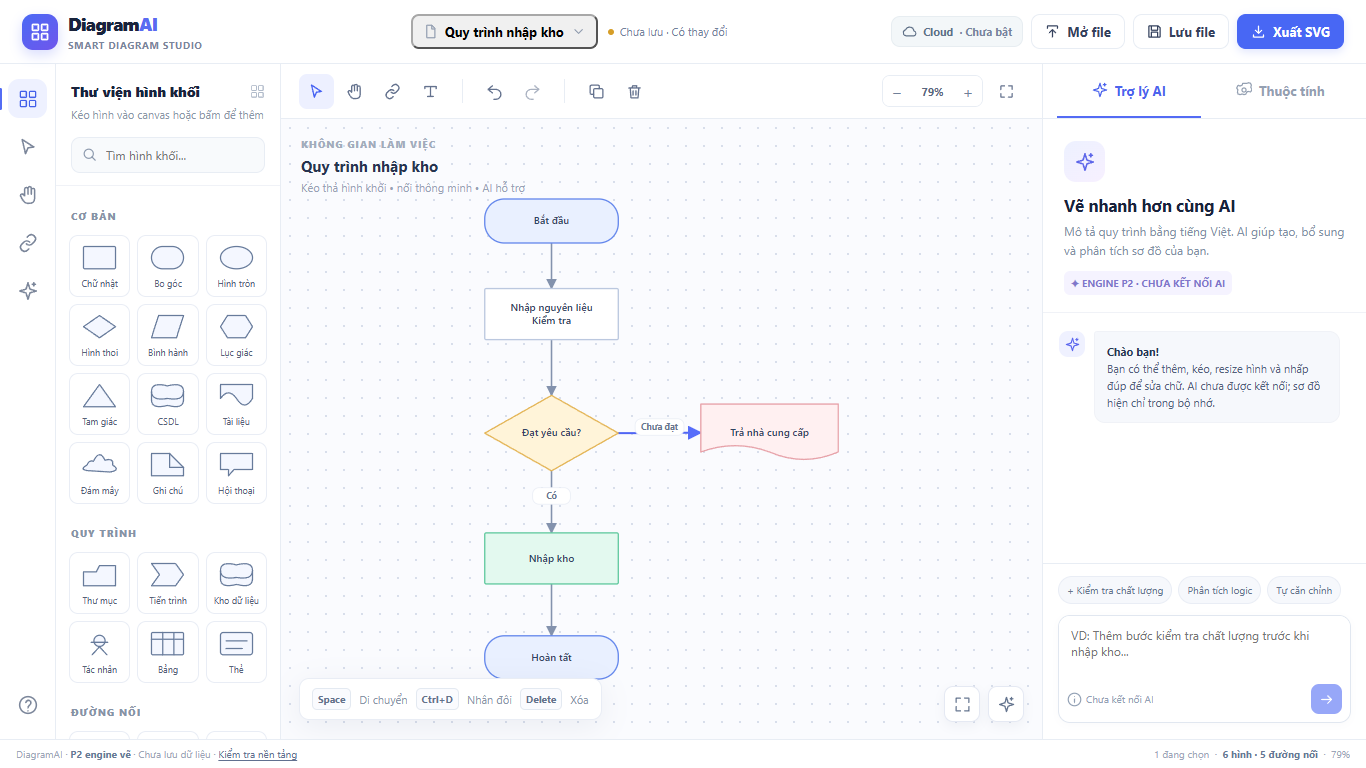 DiagramAI
SMART DIAGRAM STUDIO
Quy trình nhập kho
Chưa lưu · Có thay đổi
Cloud · Chưa bật
Mở file
Lưu file
Xuất SVG
Thư viện hình khối
Kéo hình vào canvas hoặc bấm để thêm
Tìm hình khối...
CƠ BẢN
Chữ nhật
Bo góc
Hình tròn
Hình thoi
Bình hành
Lục giác
Tam giác
CSDL
Tài liệu
Đám mây
Ghi chú
Hội thoại
QUY TRÌNH
Thư mục
Tiến trình
Kho dữ liệu
Tác nhân
Bảng
Thẻ
ĐƯỜNG NỐI
79%
KHÔNG GIAN LÀM VIỆC
Quy trình nhập kho
Kéo thả hình khối • nối thông minh • AI hỗ trợ
Bắt đầu
Nhập nguyên liệu
Kiểm tra
Đạt yêu cầu?
Chưa đạt
Trả nhà cung cấp
Có
Nhập kho
Hoàn tất
Space Di chuyển Ctrl+D Nhân đôi Delete Xóa
Trợ lý AI
Thuộc tính
Vẽ nhanh hơn cùng AI
Mô tả quy trình bằng tiếng Việt. AI giúp tạo, bổ sung
và phân tích sơ đồ của bạn.
✦ ENGINE P2 · CHƯA KẾT NỐI AI
Chào bạn!
Bạn có thể thêm, kéo, resize hình và nhấp
đúp để sửa chữ. AI chưa được kết nối; sơ đồ
hiện chỉ trong bộ nhớ.
+ Kiểm tra chất lượng
Phân tích logic
Tự căn chỉnh
VD: Thêm bước kiểm tra chất lượng trước khi
nhập kho...
Chưa kết nối AI
DiagramAI · P2 engine vẽ · Chưa lưu dữ liệu · Kiểm tra nền tảng
1 đang chọn · 6 hình • 5 đường nối · 79%